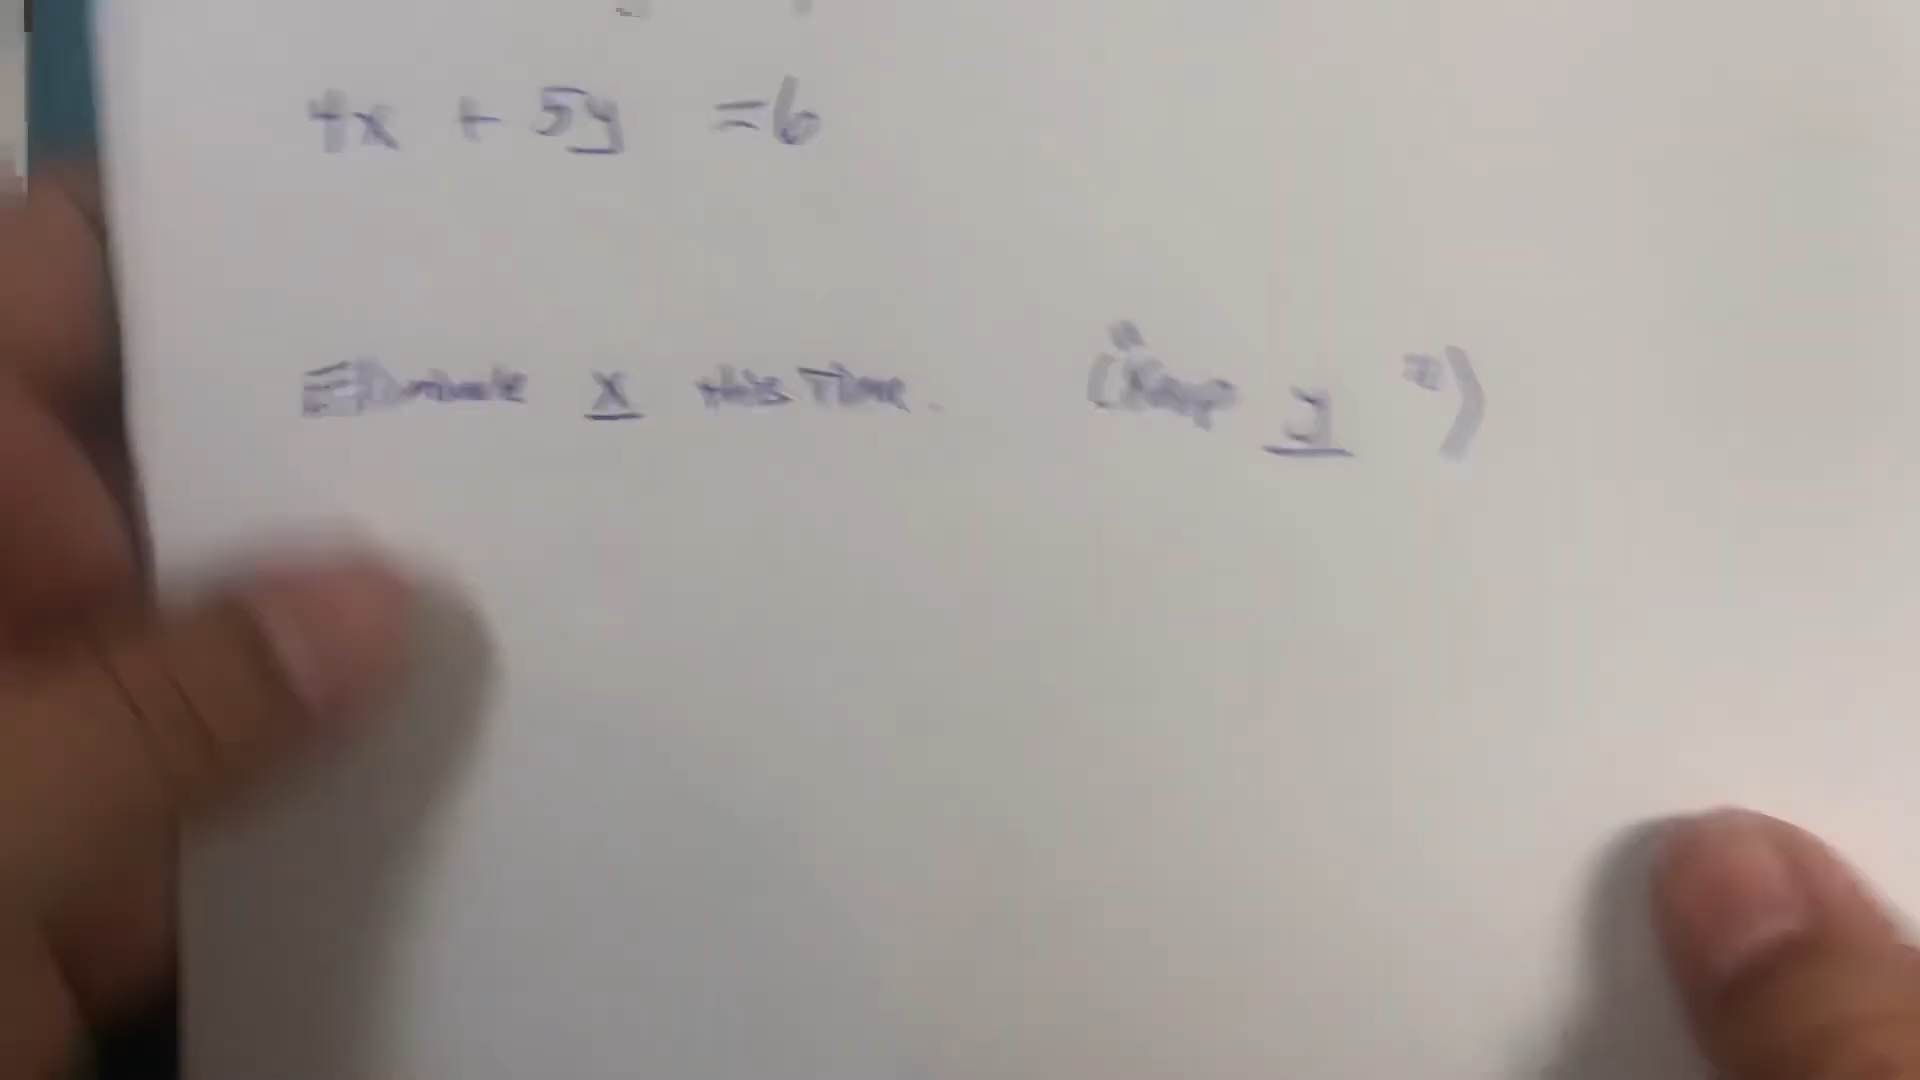 4x + 5y = 6
Eliminate x this Time. ("Keep y")